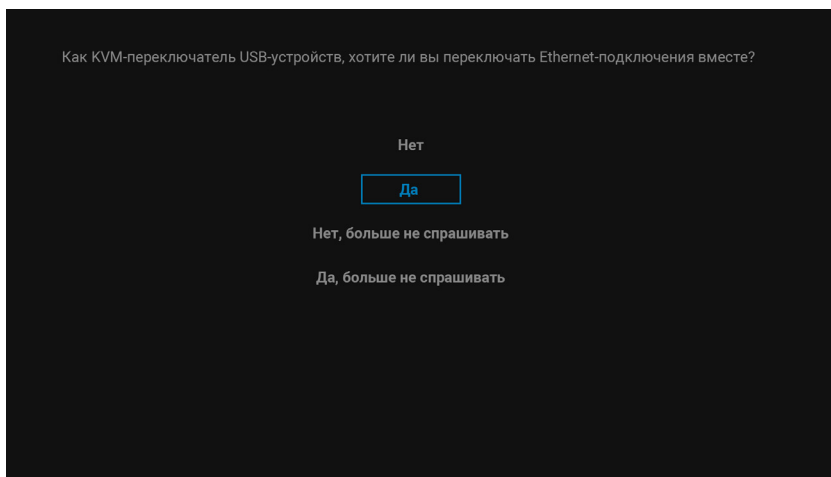 Как KVM-переключатель USB-устройств, хотите ли вы переключать Ethernet-подключения вместе?
Нет
Да
Нет, больше не спрашивать
Да, больше не спрашивать